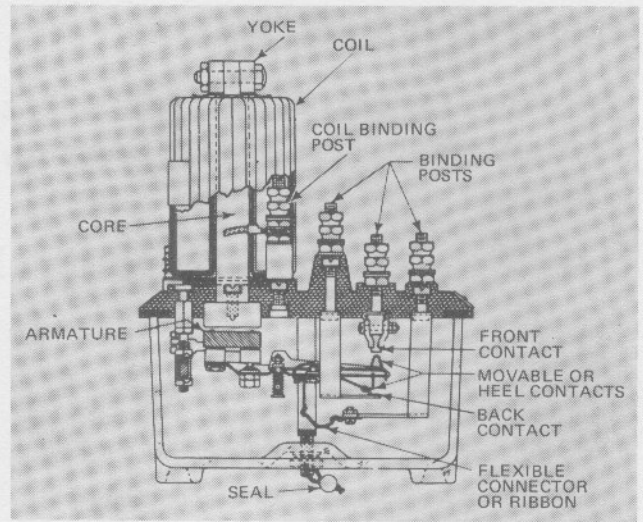 YOKE
COIL
COIL BINDING
POST
BINDING
POSTS
CORE
ARMATURE
FRONT
CONTACT
MOVABLE OR
HEEL CONTACTS
BACK
CONTACT
FLEXIBLE
CONNECTOR
OR RIBBON
SEAL